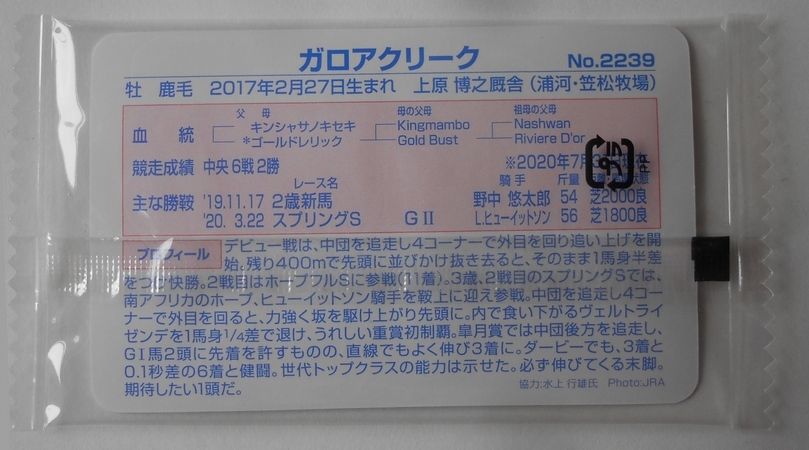 ガロアクリーク No.2239
牡 鹿毛 2017年2月27日生まれ 上原 博之厩舎(浦河・笠松牧場)
父 母 母の父母 祖母の父母
キンシャサノキセキ Kingmambo Nashwan
血統 *ゴールドレリック Gold Bust Riviere D'or
競走成績 中央6戦2勝 ※2020年7月
レース名 騎手 斤量
主な勝鞍 '19.11.17 2歳新馬 野中 悠太郎 54 芝2000良
'20. 3.22 スプリングS GⅡ L.ヒューイットソン 56 芝1800良
プロフィール デビュー戦は、中団を追走し4コーナーで外目を回り追い上げを開
始。残り400mで先頭に並びかけ抜き去ると、そのまま1馬身半差
をつけ快勝。2戦目はホープフルSに参戦(11着)。3歳、2戦目のスプリングSでは、
南アフリカのホープ、ヒューイットソン騎手を鞍上に迎え参戦。中団を追走し4コー
ナーで外目を回ると、力強く坂を駆け上がり先頭に。内で食い下がるヴェルトライ
ゼンデを1馬身1/4差で退け、うれしい重賞初制覇。皐月賞では中団後方を追走し、
GⅠ馬2頭に先着を許すものの、直線でもよく伸び3着に。ダービーでも、3着と
0.1秒差の6着と健闘。世代トップクラスの能力は示せた。必ず伸びてくる末脚。
期待したい1頭だ。 協力:水上 行雄氏 Photo:JRA
PP